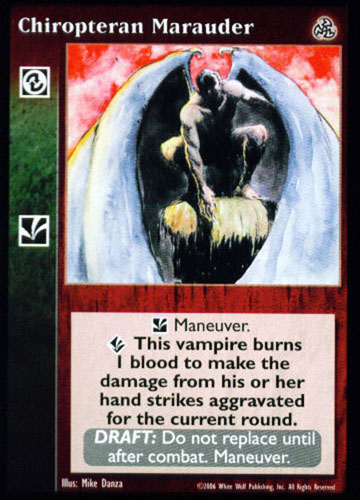 Chiropteran Marauder
Maneuver.
This vampire burns
1 blood to make the
damage from his or her
hand strikes aggravated
for the current round.
DRAFT: Do not replace until
after combat. Maneuver.
Illus: Mike Danza
©2006 White Wolf Publishing, Inc. All Rights Reserved.